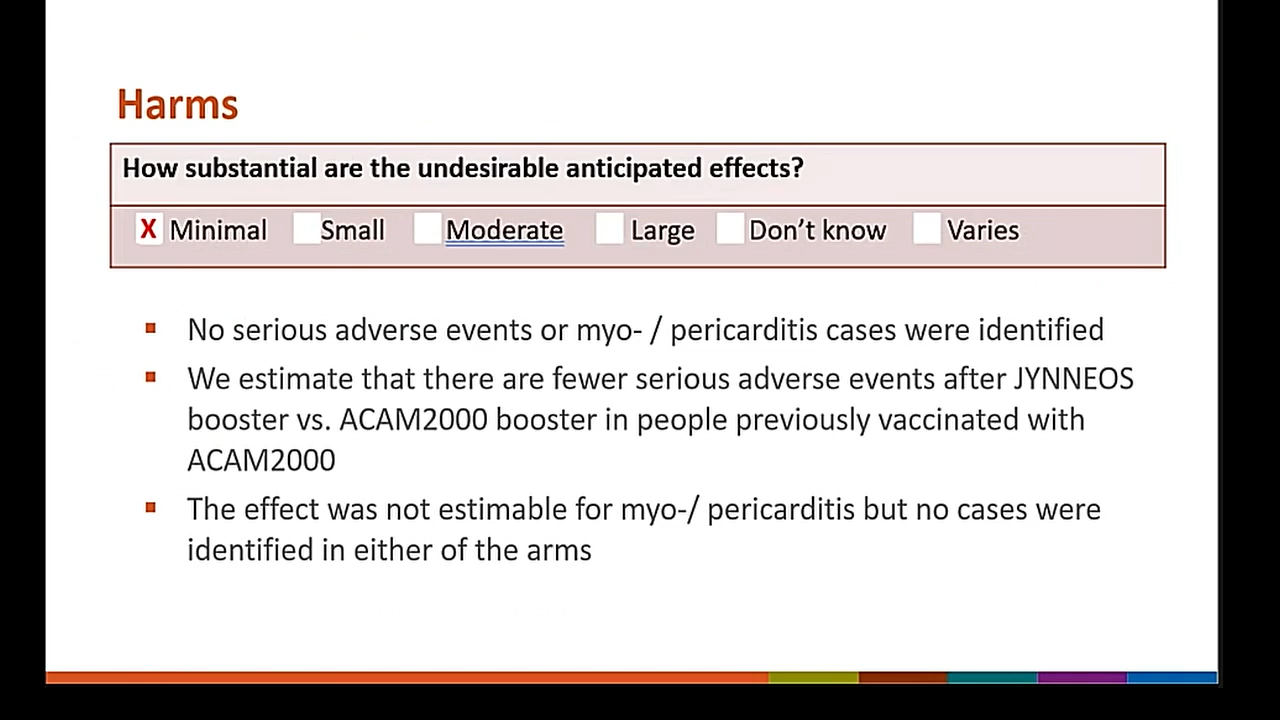 Harms
How substantial are the undesirable anticipated effects?
X Minimal Small Moderate Large Don't know Varies
▪ No serious adverse events or myo- / pericarditis cases were identified
▪ We estimate that there are fewer serious adverse events after JYNNEOS
booster vs. ACAM2000 booster in people previously vaccinated with
ACAM2000
▪ The effect was not estimable for myo-/ pericarditis but no cases were
identified in either of the arms